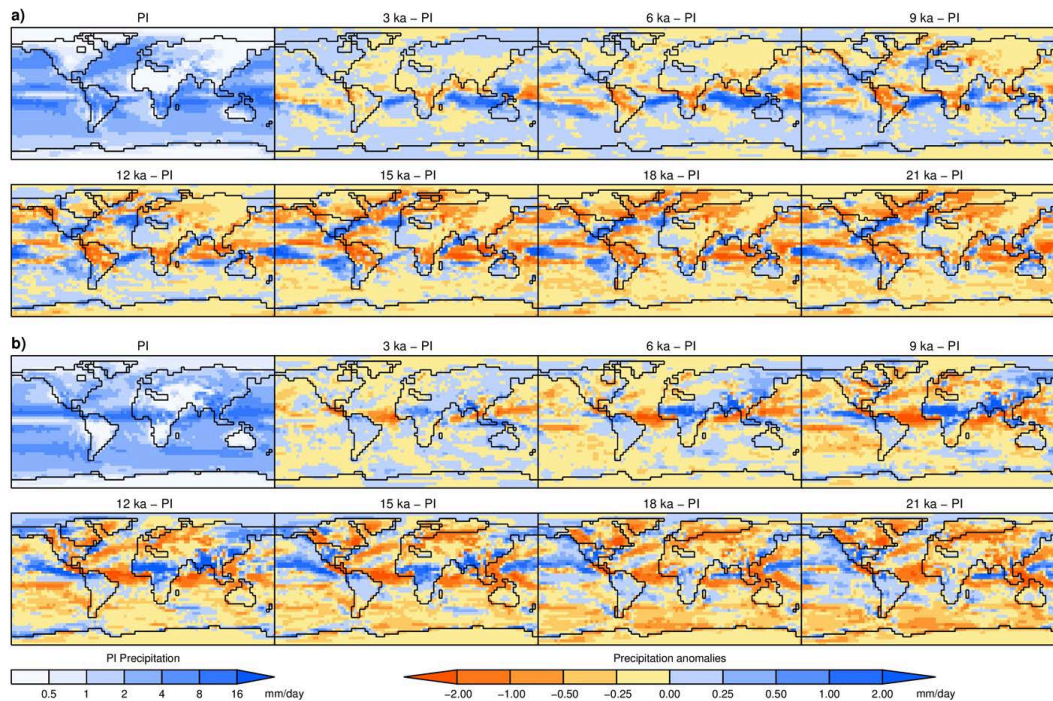 a)
PI 3 ka – PI 6 ka – PI 9 ka – PI
12 ka – PI 15 ka – PI 18 ka – PI 21 ka – PI
b)
PI 3 ka – PI 6 ka – PI 9 ka – PI
12 ka – PI 15 ka – PI 18 ka – PI 21 ka – PI
PI Precipitation
0.5 1 2 4 8 16 mm/day
Precipitation anomalies
−2.00 −1.00 −0.50 −0.25 0.00 0.25 0.50 1.00 2.00 mm/day